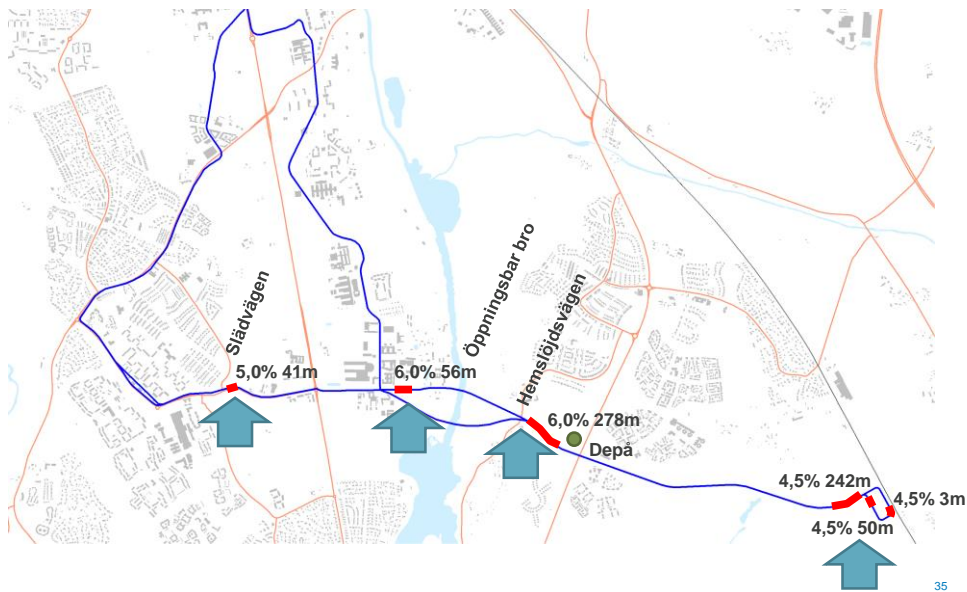 Slädvägen
5,0% 41m
6,0% 56m
Öppningsbar bro
Hemslöjdsvägen
6,0% 278m
Depå
4,5% 242m
4,5% 3m
4,5% 50m
35